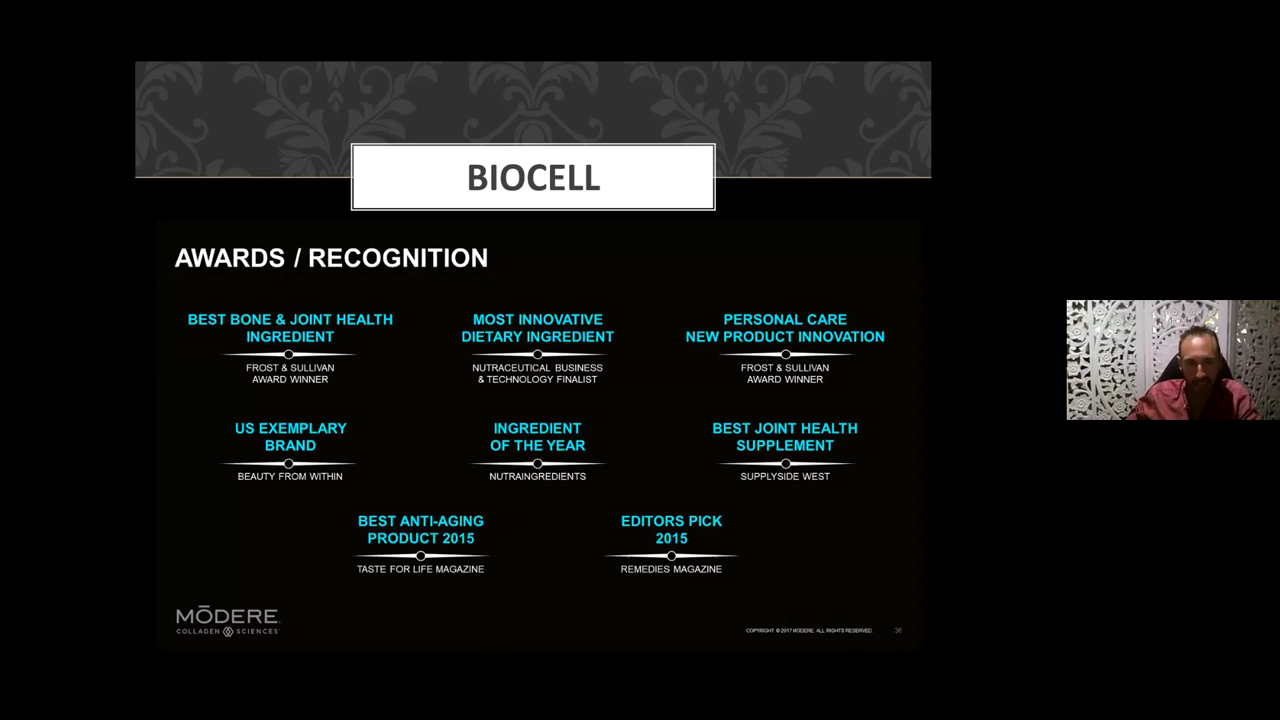 BIOCELL
AWARDS / RECOGNITION
BEST BONE & JOINT HEALTH
INGREDIENT
FROST & SULLIVAN
AWARD WINNER
MOST INNOVATIVE
DIETARY INGREDIENT
NUTRACEUTICAL BUSINESS
& TECHNOLOGY FINALIST
PERSONAL CARE
NEW PRODUCT INNOVATION
FROST & SULLIVAN
AWARD WINNER
US EXEMPLARY
BRAND
BEAUTY FROM WITHIN
INGREDIENT
OF THE YEAR
NUTRAINGREDIENTS
BEST JOINT HEALTH
SUPPLEMENT
SUPPLYSIDE WEST
BEST ANTI-AGING
PRODUCT 2015
TASTE FOR LIFE MAGAZINE
EDITORS PICK
2015
REMEDIES MAGAZINE
MŌDERE
COLLAGEN SCIENCES
COPYRIGHT © 2017 MODERE. ALL RIGHTS RESERVED.
36